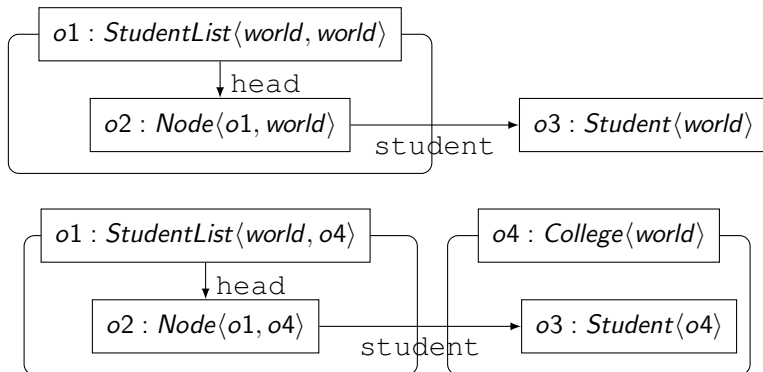 o1 : StudentList⟨world, world⟩
head
o2 : Node⟨o1, world⟩
student
o3 : Student⟨world⟩
o1 : StudentList⟨world, o4⟩
o4 : College⟨world⟩
head
o2 : Node⟨o1, o4⟩
student
o3 : Student⟨o4⟩